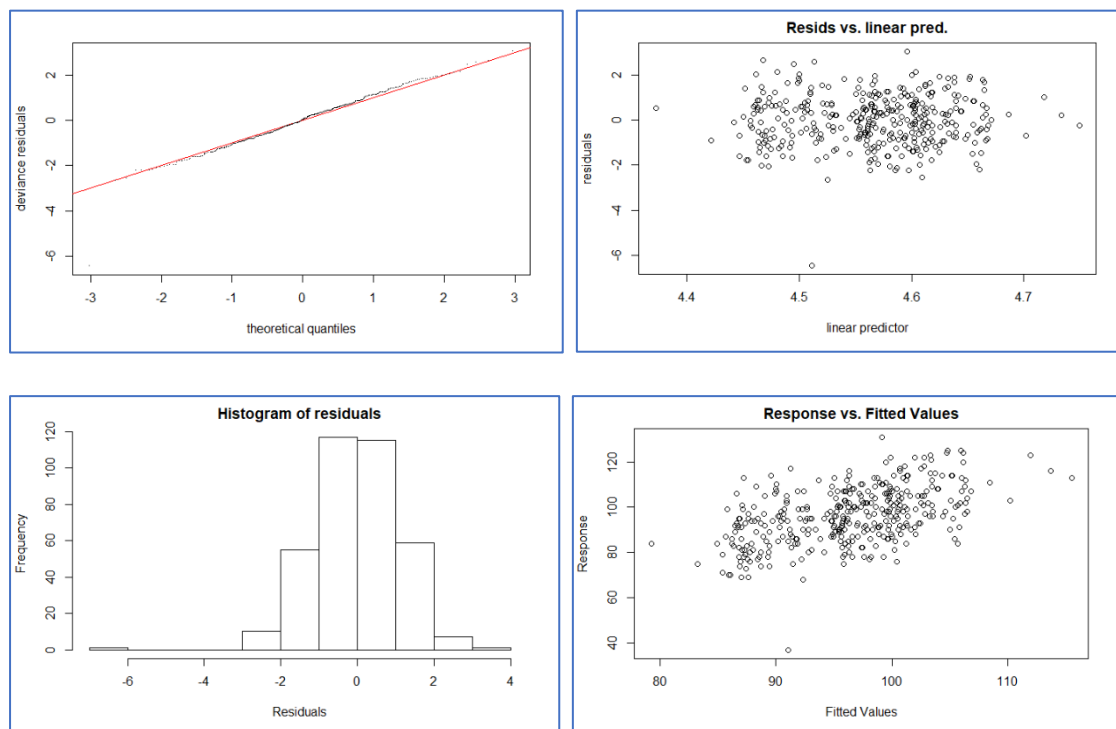 deviance residuals
2
0
-2
-4
-6
-3 -2 -1 0 1 2 3
theoretical quantiles
Resids vs. linear pred.
residuals
2
0
-2
-4
-6
4.4 4.5 4.6 4.7
linear predictor
Histogram of residuals
Frequency
120
100
80
60
40
20
0
-6 -4 -2 0 2 4
Residuals
Response vs. Fitted Values
Response
120
100
80
60
40
80 90 100 110
Fitted Values